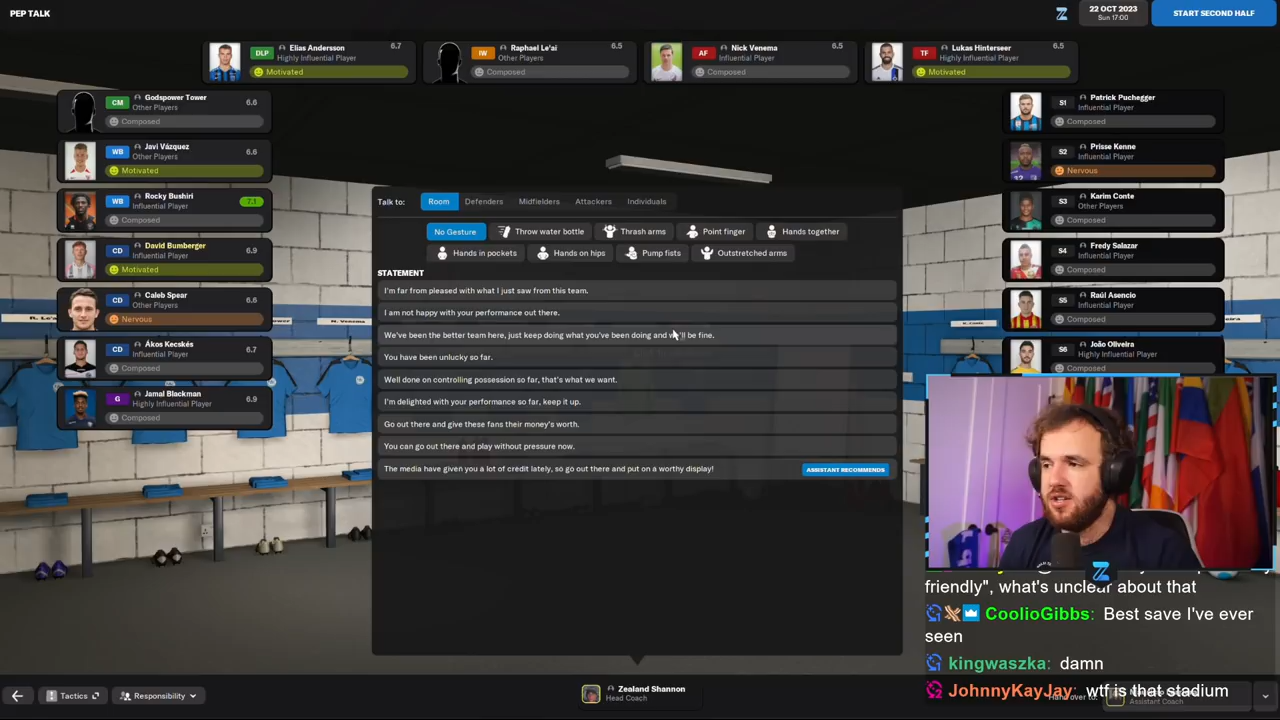 PEP TALK
22 OCT 2023
Sun 17:00
START SECOND HALF
DLP
Elias Andersson
Highly Influential Player
6.7
Motivated
IW
Raphael Le'ai
Other Players
6.5
Composed
AF
Nick Venema
Influential Player
6.5
Composed
TF
Lukas Hinterseer
Highly Influential Player
6.5
Motivated
CM
Godspower Tower
Other Players
6.6
Composed
WB
Javi Vázquez
Other Players
6.6
Motivated
WB
Rocky Bushiri
Influential Player
7.1
Composed
CD
David Bumberger
Influential Player
6.9
Motivated
CD
Caleb Spear
Other Players
6.6
Nervous
CD
Ákos Kecskés
Influential Player
6.7
Composed
G
Jamal Blackman
Highly Influential Player
6.9
Composed
S1
Patrick Puchegger
Influential Player
Composed
S2
Prisse Kenne
Influential Player
Nervous
S3
Karim Conte
Other Players
Composed
S4
Fredy Salazar
Influential Player
Composed
S5
Raúl Asencio
Influential Player
Composed
S6
João Oliveira
Highly Influential Player
Composed
Talk to:
Room
Defenders
Midfielders
Attackers
Individuals
No Gesture
Throw water bottle
Thrash arms
Point finger
Hands together
Hands in pockets
Hands on hips
Pump fists
Outstretched arms
STATEMENT
I'm far from pleased with what I just saw from this team.
I am not happy with your performance out there.
We've been the better team here, just keep doing what you've been doing and we'll be fine.
You have been unlucky so far.
Well done on controlling possession so far, that's what we want.
I'm delighted with your performance so far, keep it up.
Go out there and give these fans their money's worth.
You can go out there and play without pressure now.
The media have given you a lot of credit lately, so go out there and put on a worthy display!
ASSISTANT RECOMMENDS
friendly", what's unclear about that
CoolioGibbs: Best save I've ever
seen
kingwaszka: damn
JohnnyKayJay: wtf is that stadium
Tactics
Responsibility
Zealand Shannon
Head Coach
Hand over to:
Assistant Coach